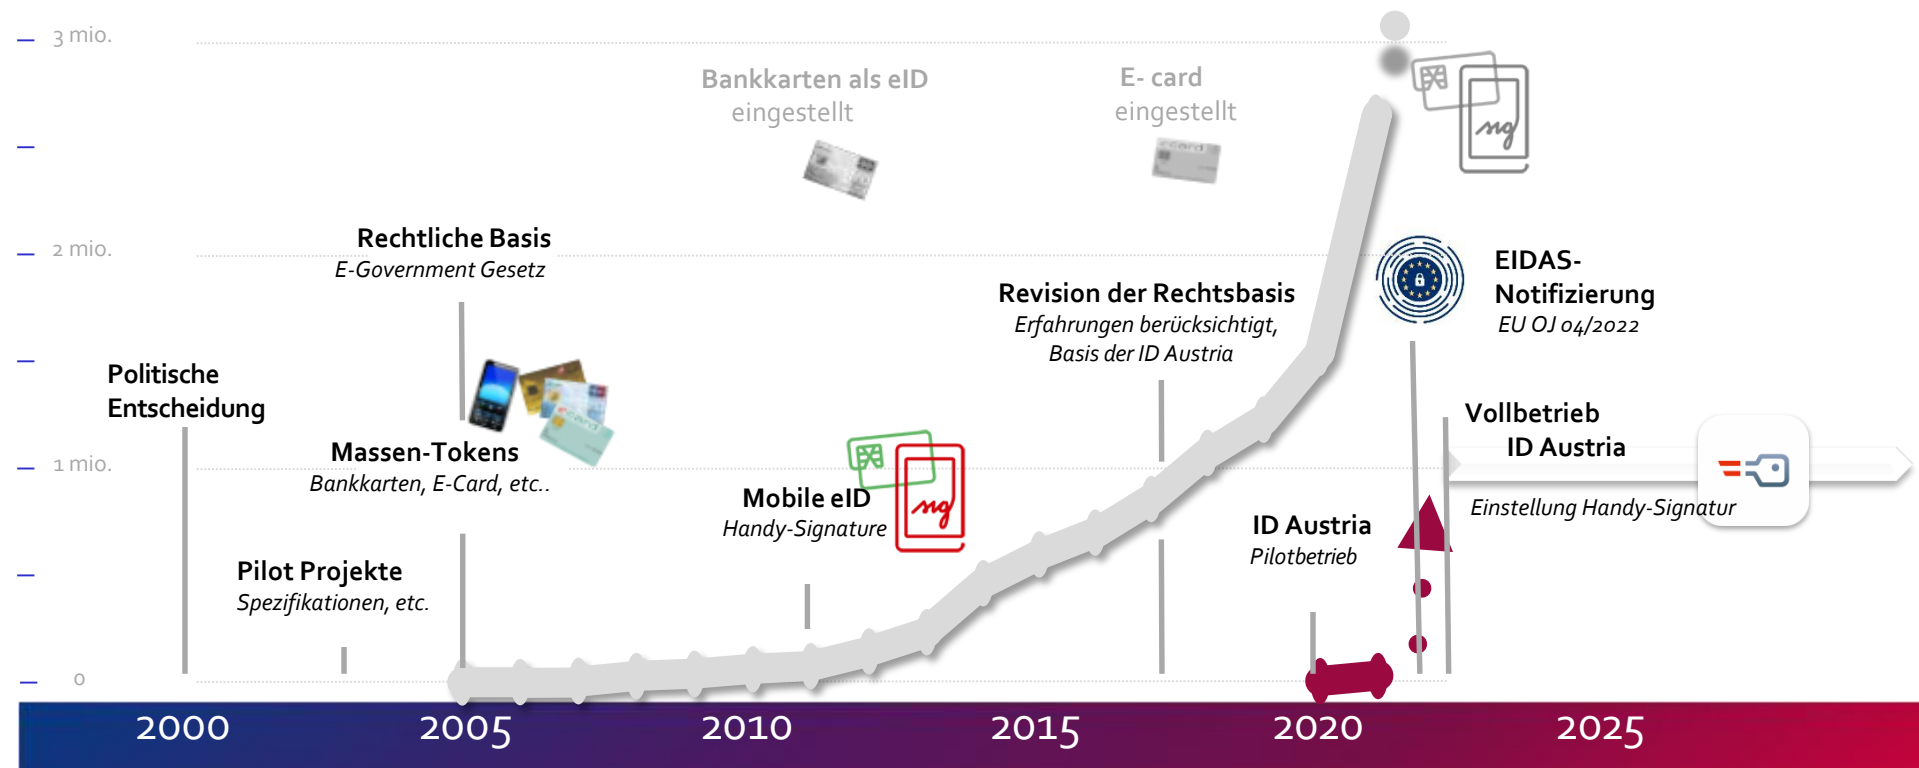 3 mio.
Bankkarten als eID
eingestellt
E- card
eingestellt
sig
2 mio.
Rechtliche Basis
E-Government Gesetz
Revision der Rechtsbasis
Erfahrungen berücksichtigt,
Basis der ID Austria
EIDAS-
Notifizierung
EU OJ 04/2022
Politische
Entscheidung
Vollbetrieb
ID Austria
1 mio.
Massen-Tokens
Bankkarten, E-Card, etc..
Mobile eID
Handy-Signature
sig
Einstellung Handy-Signatur
ID Austria
Pilotbetrieb
Pilot Projekte
Spezifikationen, etc.
0
2000
2005
2010
2015
2020
2025